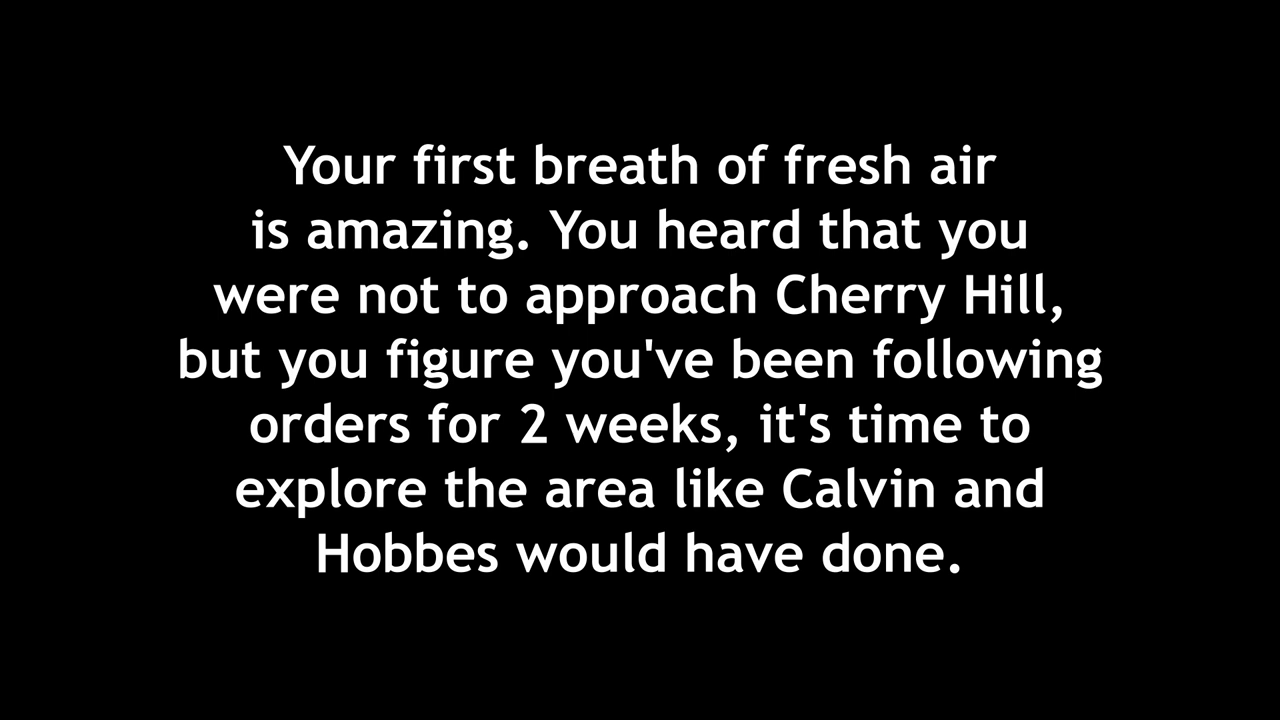 Your first breath of fresh air
is amazing. You heard that you
were not to approach Cherry Hill,
but you figure you've been following
orders for 2 weeks, it's time to
explore the area like Calvin and
Hobbes would have done.